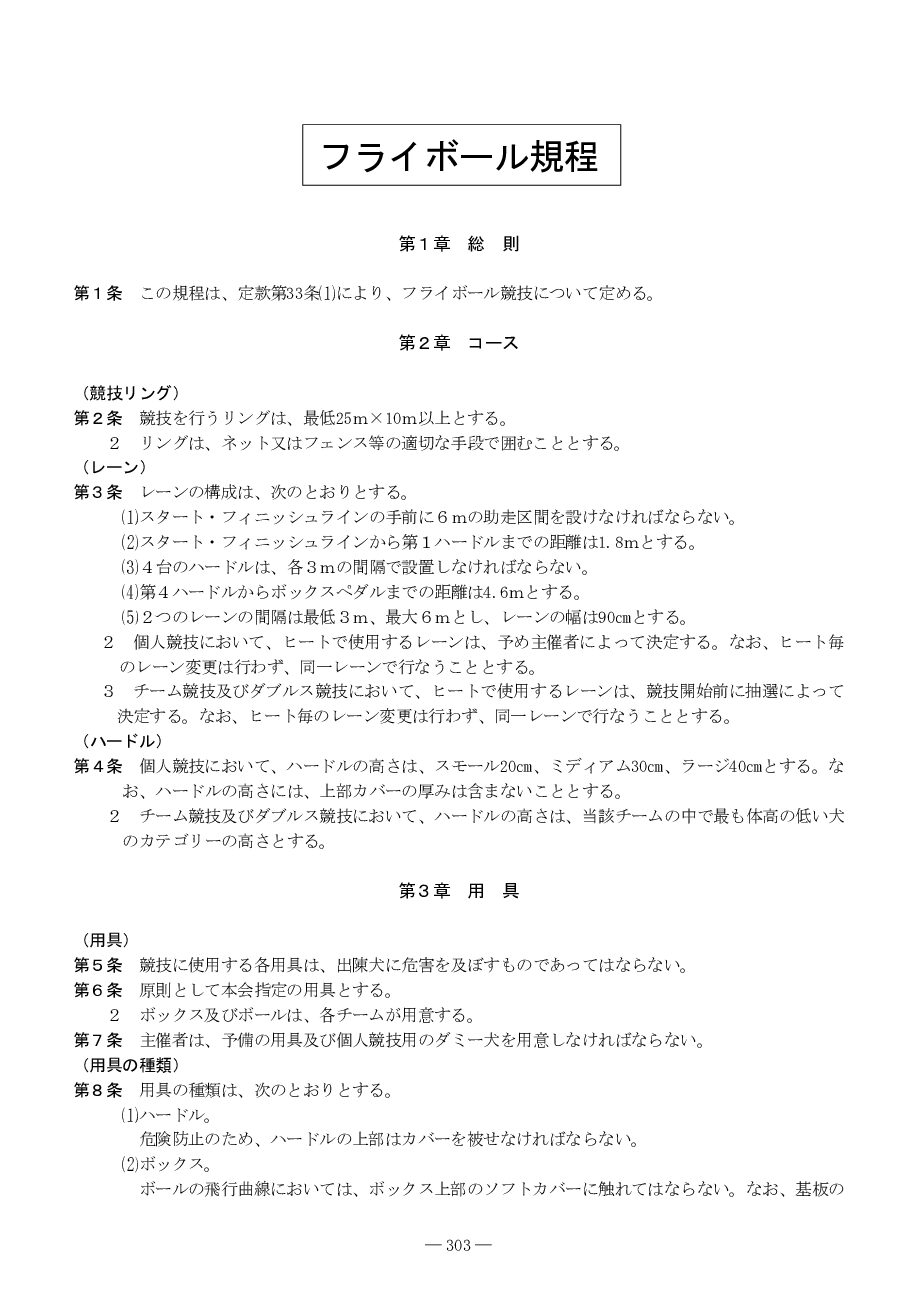 フライボール規程
第1章　総　則
第1条　この規程は、定款第33条⑴により、フライボール競技について定める。
第2章　コース
（競技リング）
第2条　競技を行うリングは、最低25ｍ×10ｍ以上とする。
２　リングは、ネット又はフェンス等の適切な手段で囲むこととする。
（レーン）
第3条　レーンの構成は、次のとおりとする。
⑴スタート・フィニッシュラインの手前に６ｍの助走区間を設けなければならない。
⑵スタート・フィニッシュラインから第１ハードルまでの距離は1.8ｍとする。
⑶４台のハードルは、各３ｍの間隔で設置しなければならない。
⑷第４ハードルからボックスペダルまでの距離は4.6ｍとする。
⑸２つのレーンの間隔は最低３ｍ、最大６ｍとし、レーンの幅は90㎝とする。
２　個人競技において、ヒートで使用するレーンは、予め主催者によって決定する。なお、ヒート毎
のレーン変更は行わず、同一レーンで行なうこととする。
３　チーム競技及びダブルス競技において、ヒートで使用するレーンは、競技開始前に抽選によって
決定する。なお、ヒート毎のレーン変更は行わず、同一レーンで行なうこととする。
（ハードル）
第4条　個人競技において、ハードルの高さは、スモール20㎝、ミディアム30㎝、ラージ40㎝とする。な
お、ハードルの高さには、上部カバーの厚みは含まないこととする。
２　チーム競技及びダブルス競技において、ハードルの高さは、当該チームの中で最も体高の低い犬
のカテゴリーの高さとする。
第3章　用　具
（用具）
第5条　競技に使用する各用具は、出陳犬に危害を及ぼすものであってはならない。
第6条　原則として本会指定の用具とする。
２　ボックス及びボールは、各チームが用意する。
第7条　主催者は、予備の用具及び個人競技用のダミー犬を用意しなければならない。
（用具の種類）
第8条　用具の種類は、次のとおりとする。
⑴ハードル。
危険防止のため、ハードルの上部はカバーを被せなければならない。
⑵ボックス。
ボールの飛行曲線においては、ボックス上部のソフトカバーに触れてはならない。なお、基板の
― 303 ―